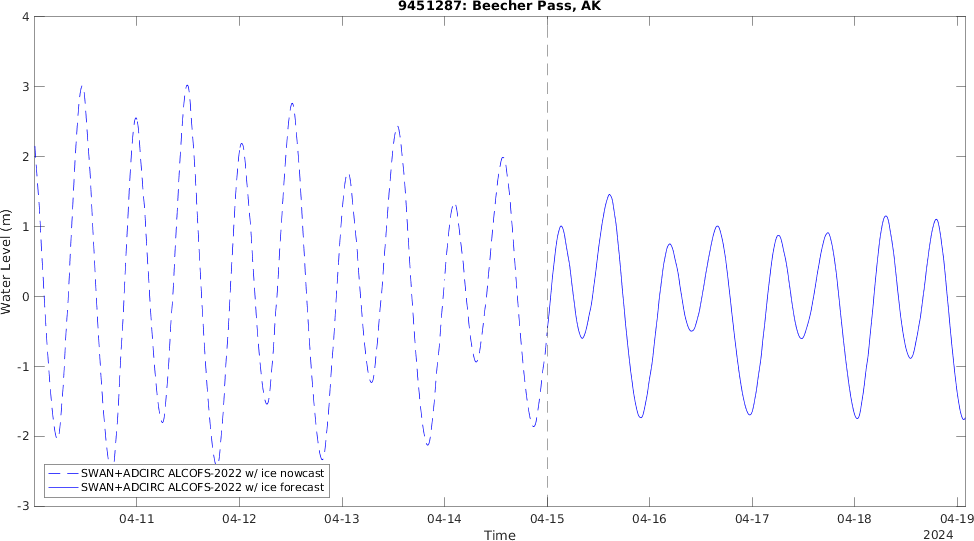 9451287: Beecher Pass, AK
4
3
2
1
0
-1
-2
-3
Water Level (m)
SWAN+ADCIRC ALCOFS-2022 w/ ice nowcast
SWAN+ADCIRC ALCOFS-2022 w/ ice forecast
04-11 04-12 04-13 04-14 04-15 04-16 04-17 04-18 04-19
Time
2024